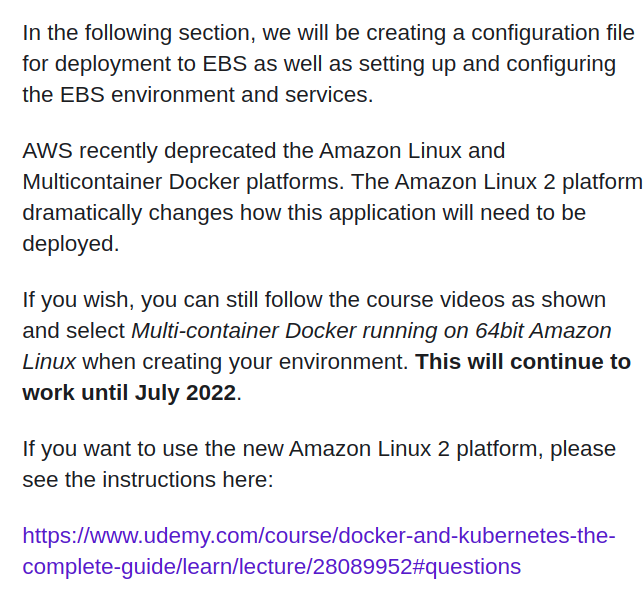 In the following section, we will be creating a configuration file
for deployment to EBS as well as setting up and configuring
the EBS environment and services.
AWS recently deprecated the Amazon Linux and
Multicontainer Docker platforms. The Amazon Linux 2 platform
dramatically changes how this application will need to be
deployed.
If you wish, you can still follow the course videos as shown
and select Multi-container Docker running on 64bit Amazon
Linux when creating your environment. This will continue to
work until July 2022.
If you want to use the new Amazon Linux 2 platform, please
see the instructions here:
https://www.udemy.com/course/docker-and-kubernetes-the-
complete-guide/learn/lecture/28089952#questions